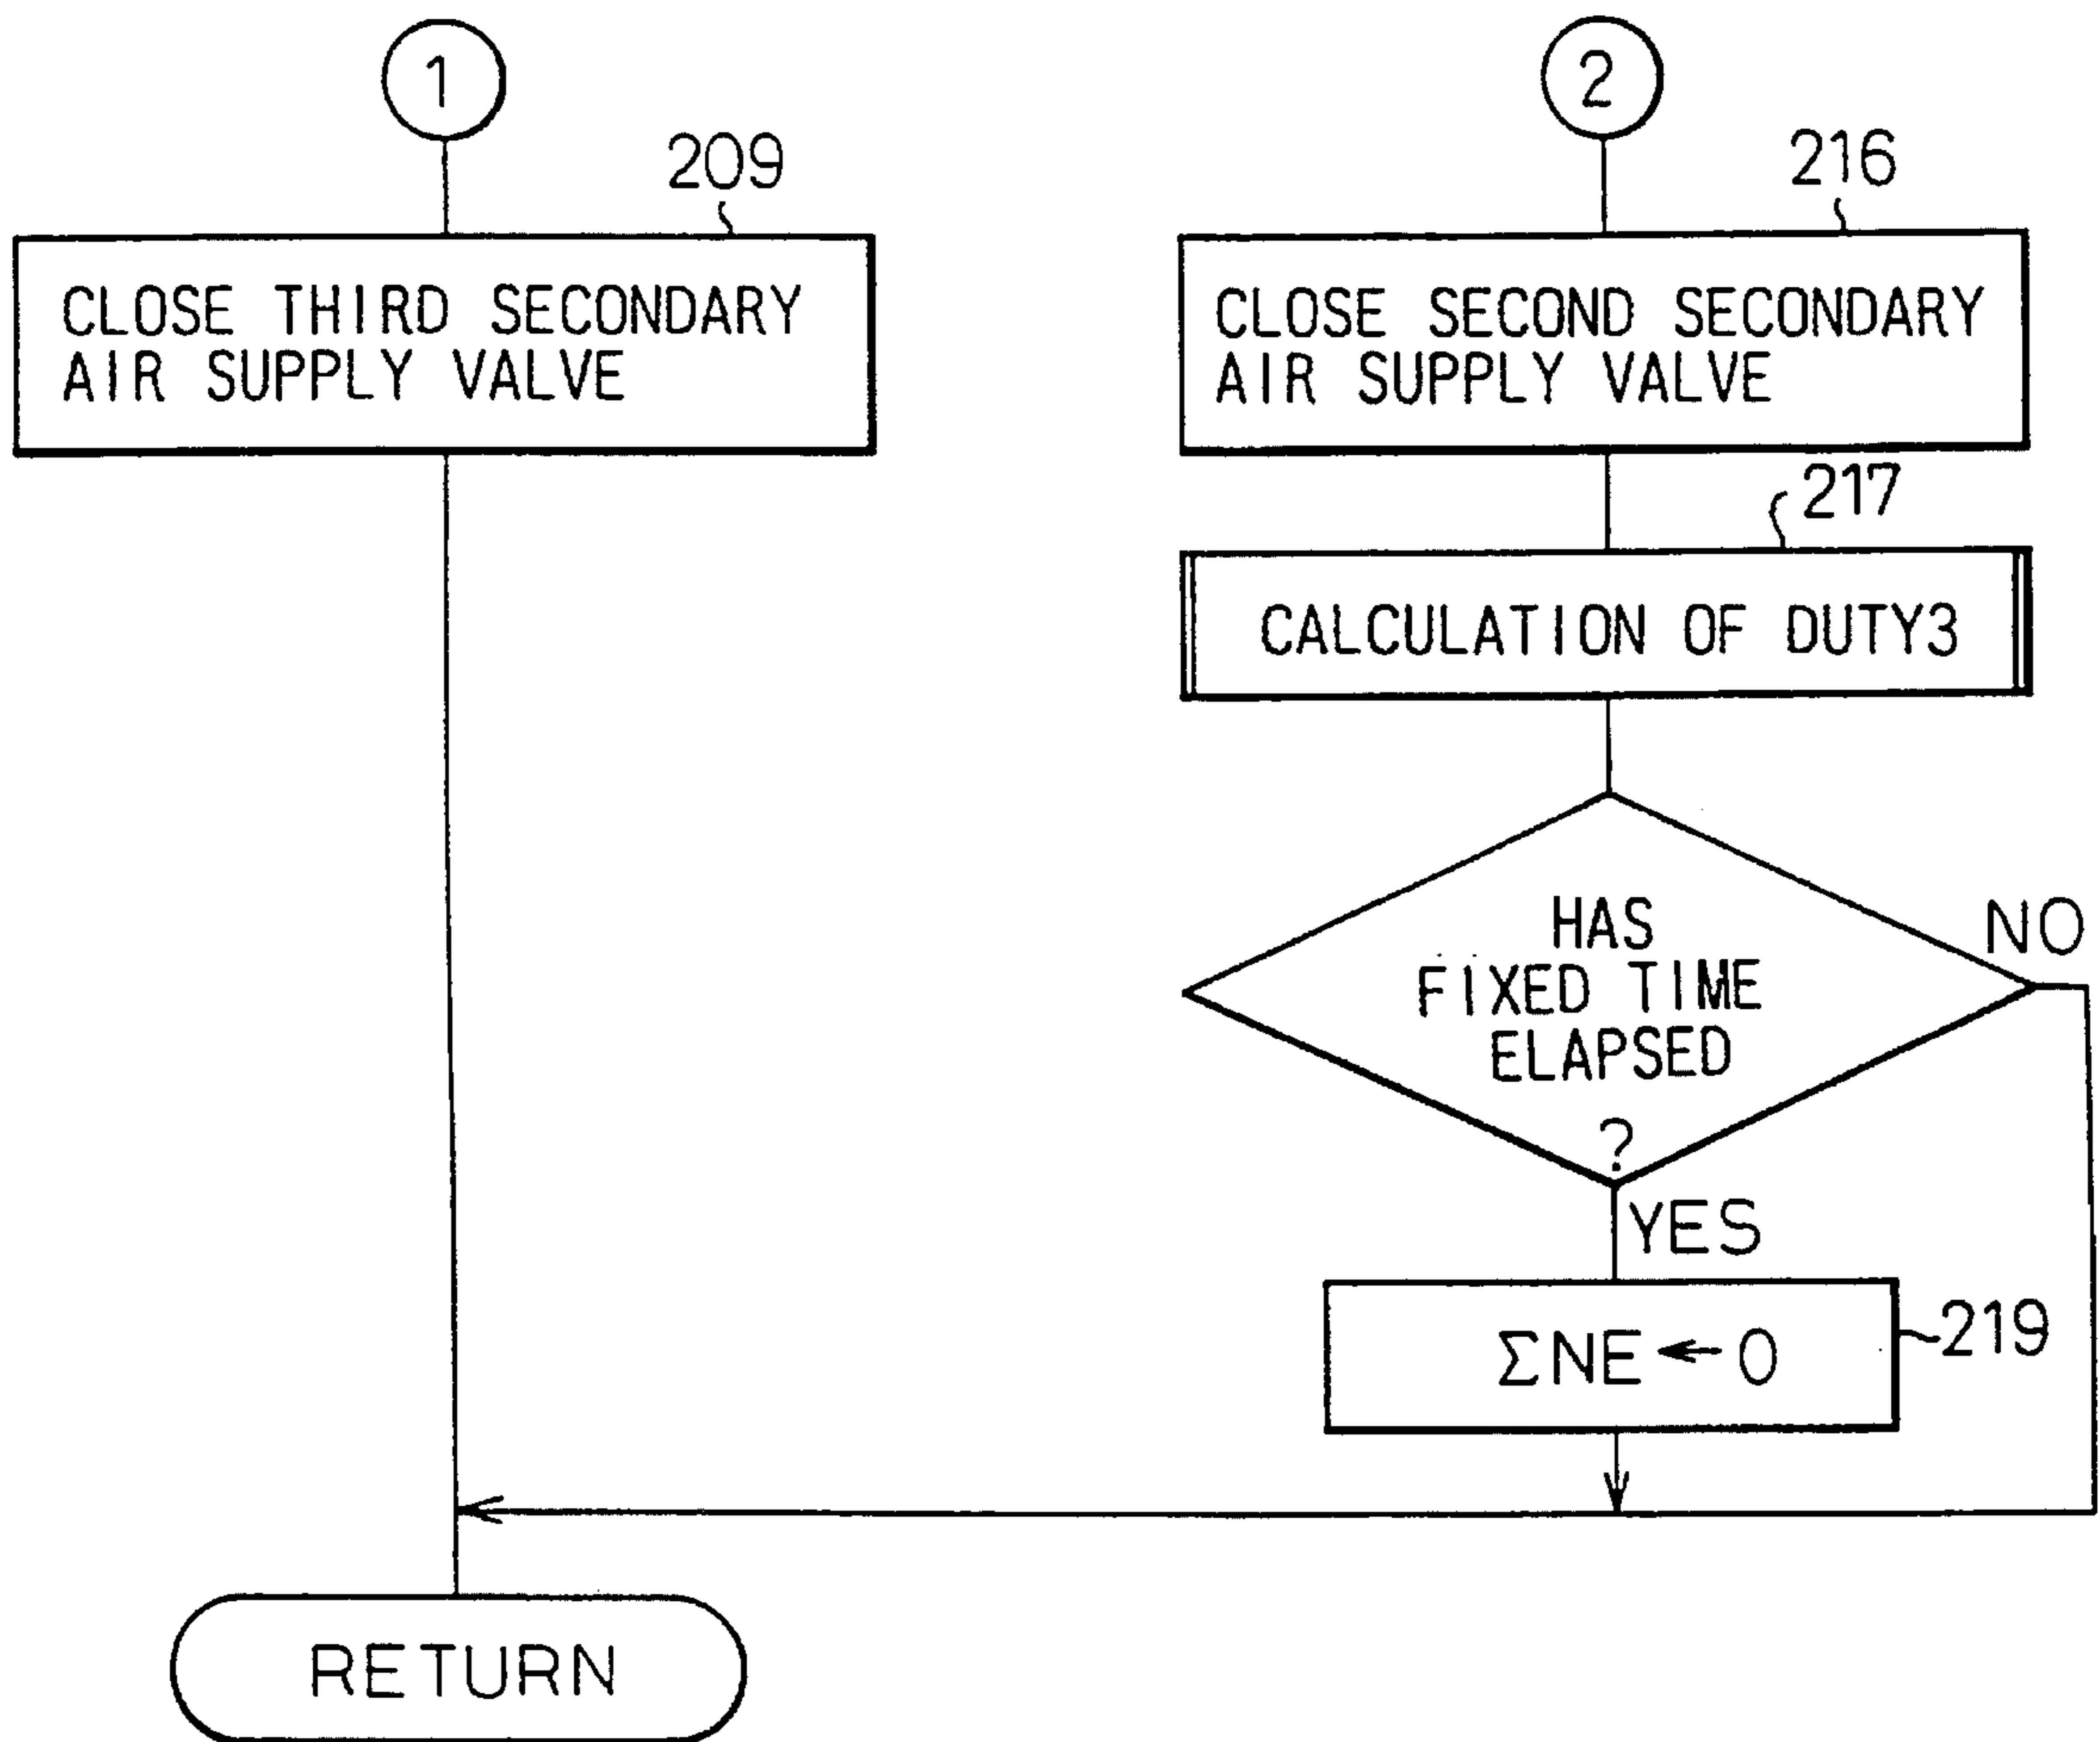 1
209
CLOSE THIRD SECONDARY
AIR SUPPLY VALVE
2
216
CLOSE SECOND SECONDARY
AIR SUPPLY VALVE
217
CALCULATION OF DUTY3
HAS
FIXED TIME
ELAPSED
?
NO
YES
ΣNE ← 0
219
RETURN